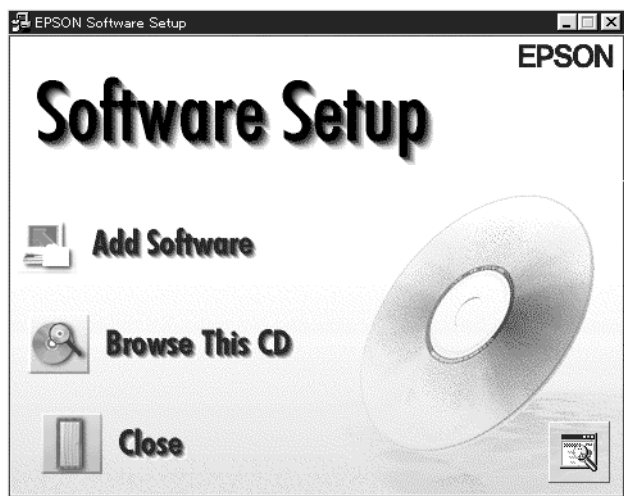 EPSON Software Setup
EPSON
Software Setup
Add Software
Browse This CD
Close